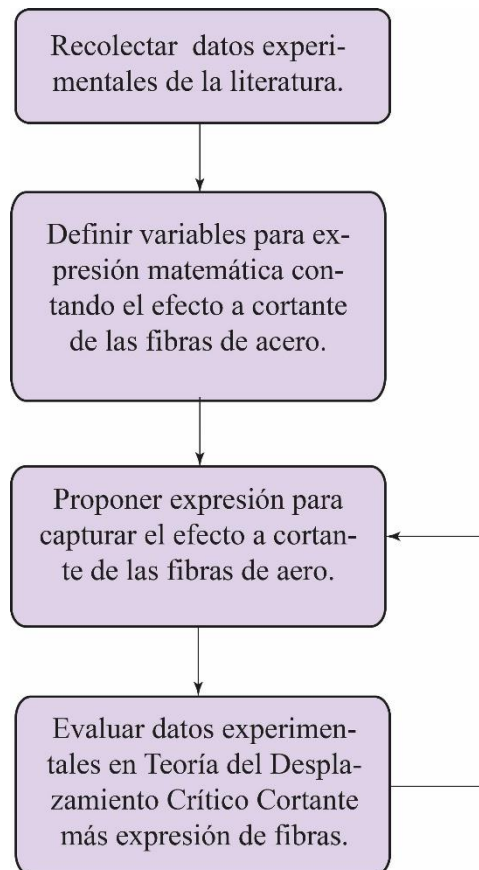 Recolectar datos experi-
mentales de la literatura.
Definir variables para ex-
presión matemática con-
tando el efecto a cortante
de las fibras de acero.
Proponer expresión para
capturar el efecto a cortan-
te de las fibras de aero.
Evaluar datos experimen-
tales en Teoría del Despla-
zamiento Crítico Cortante
más expresión de fibras.